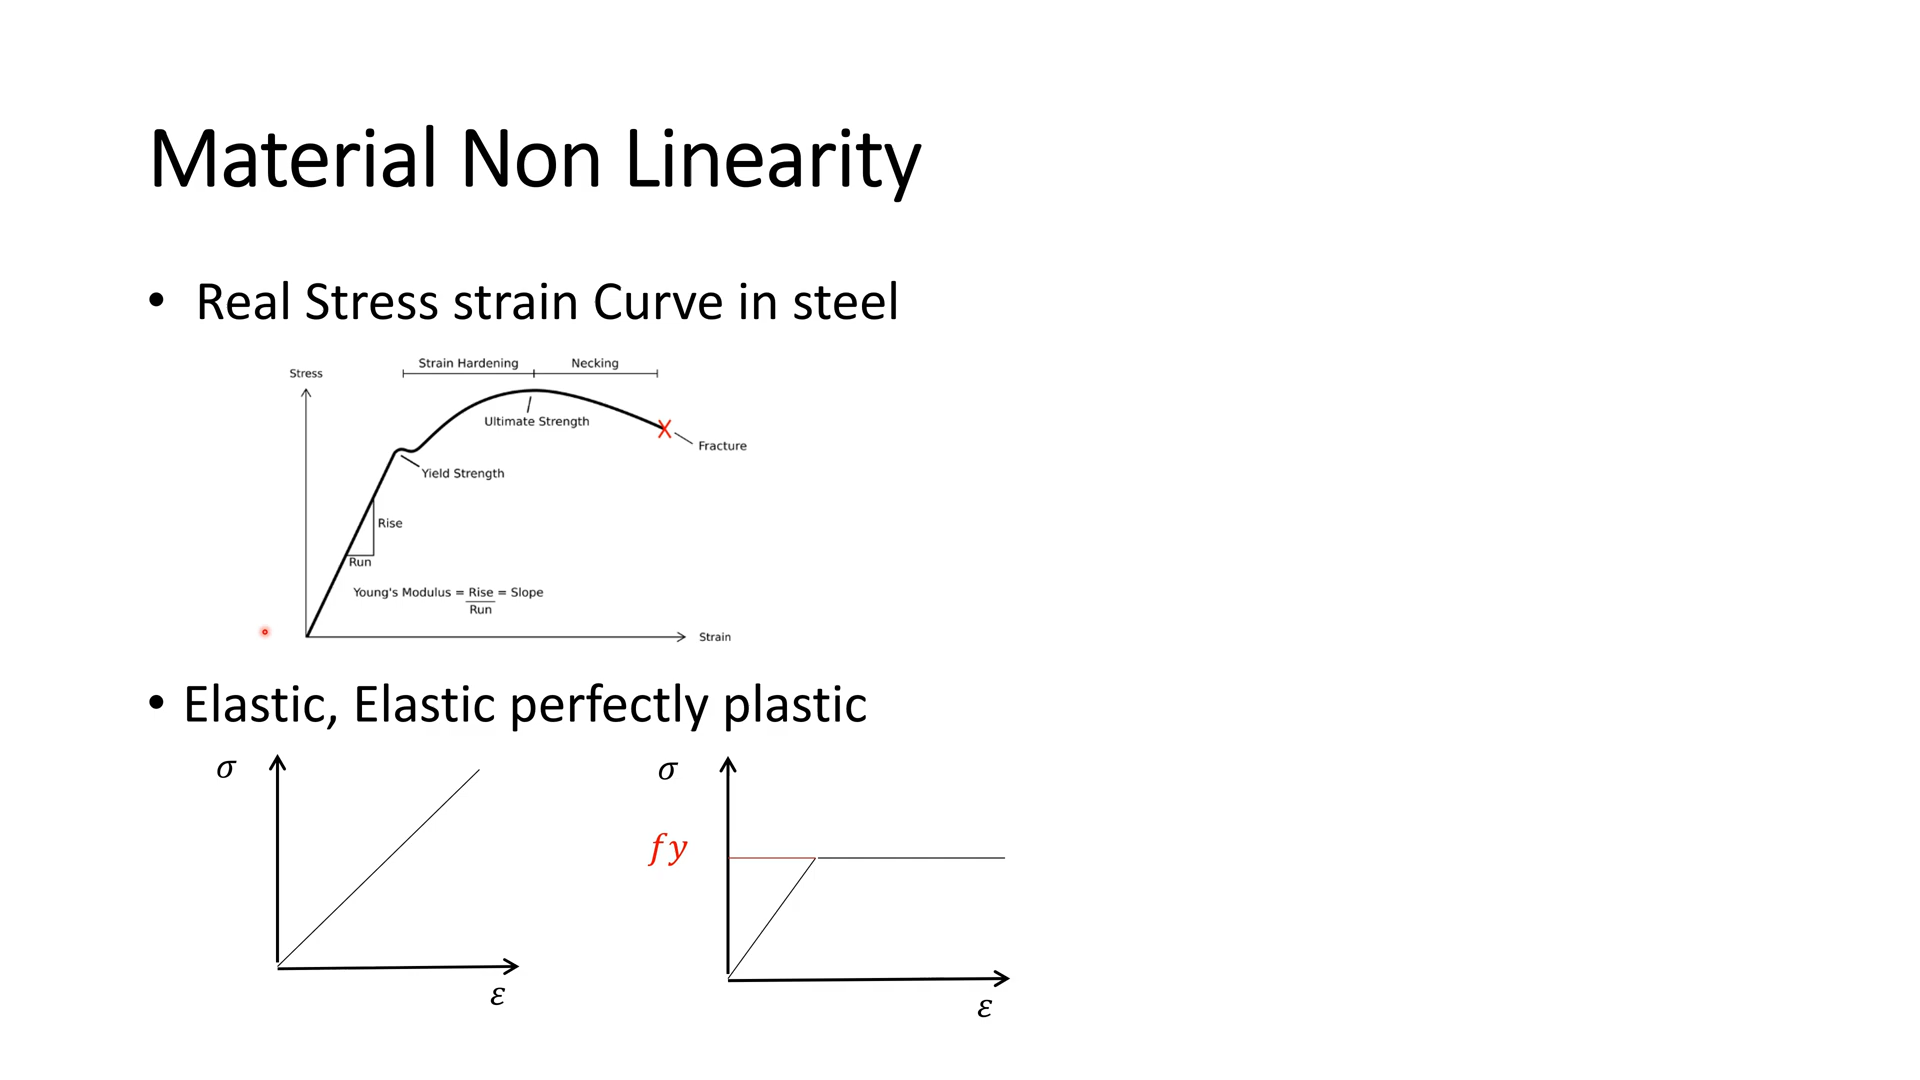 Material Non Linearity
• Real Stress strain Curve in steel
Strain Hardening Necking
Stress
Ultimate Strength
Fracture
Yield Strength
Rise
Run
Young's Modulus = Rise = Slope
Run
Strain
• Elastic, Elastic perfectly plastic
σ
σ
fy
ε
ε